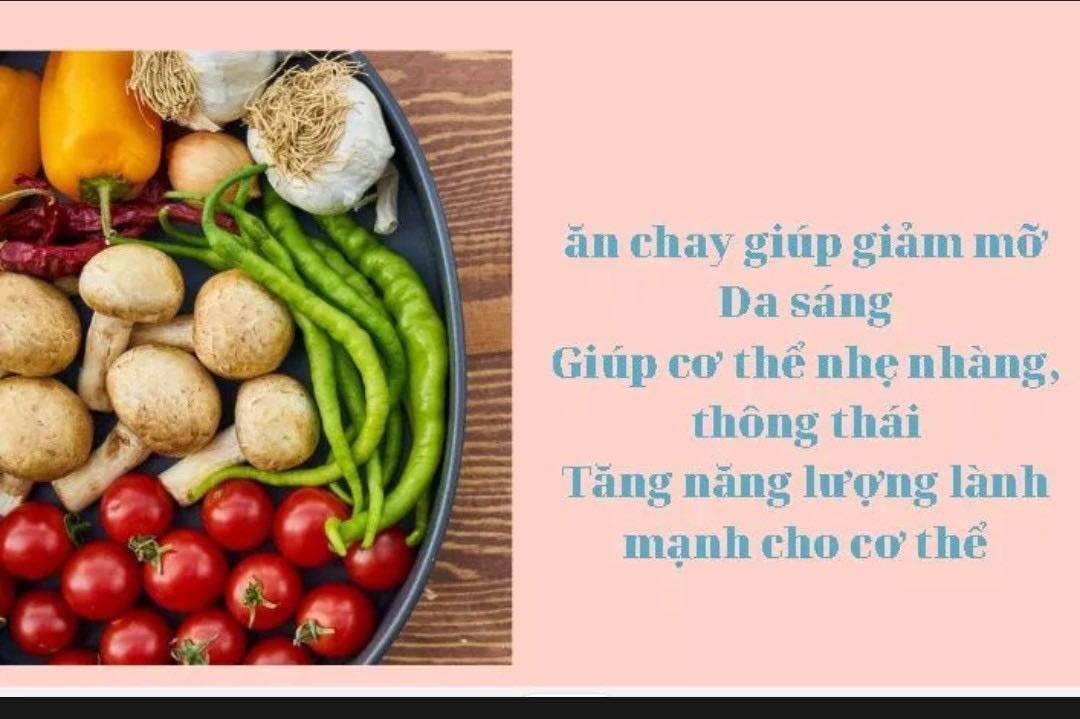 ăn chay giúp giảm mỡ
Da sáng
Giúp cơ thể nhẹ nhàng,
thông thái
Tăng năng lượng lành
mạnh cho cơ thể